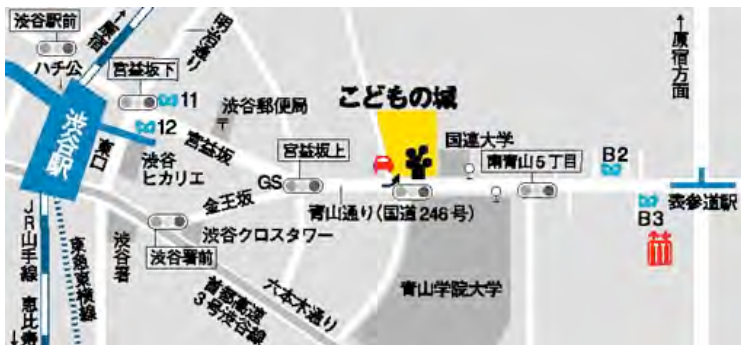 渋谷駅前
↑原宿
ハチ公
明治通り
宮益坂下
11
12
渋谷郵便局
〒
宮益坂
渋谷駅
東口
渋谷
ヒカリエ
宮益坂上
GS
金王坂
渋谷クロスタワー
渋谷署前
渋谷署
JR山手線
恵比寿
東急東横線
首都高速
3号渋谷線
六本木通り
こどもの城
国連大学
青山通り(国道246号)
南青山5丁目
青山学院大学
↑原宿方面
B2
B3
表参道駅